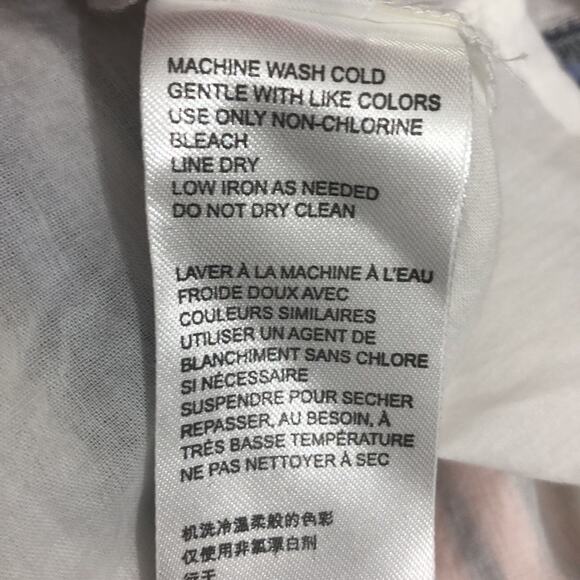 MACHINE WASH COLD
GENTLE WITH LIKE COLORS
USE ONLY NON-CHLORINE
BLEACH
LINE DRY
LOW IRON AS NEEDED
DO NOT DRY CLEAN
LAVER À LA MACHINE À L'EAU
FROIDE DOUX AVEC
COULEURS SIMILAIRES
UTILISER UN AGENT DE
BLANCHIMENT SANS CHLORE
SI NÉCESSAIRE
SUSPENDRE POUR SECHER
REPASSER, AU BESOIN, À
TRÈS BASSE TEMPÉRATURE
NE PAS NETTOYER À SEC
机洗冷温柔般的色彩
仅使用非氯漂白剂
行干